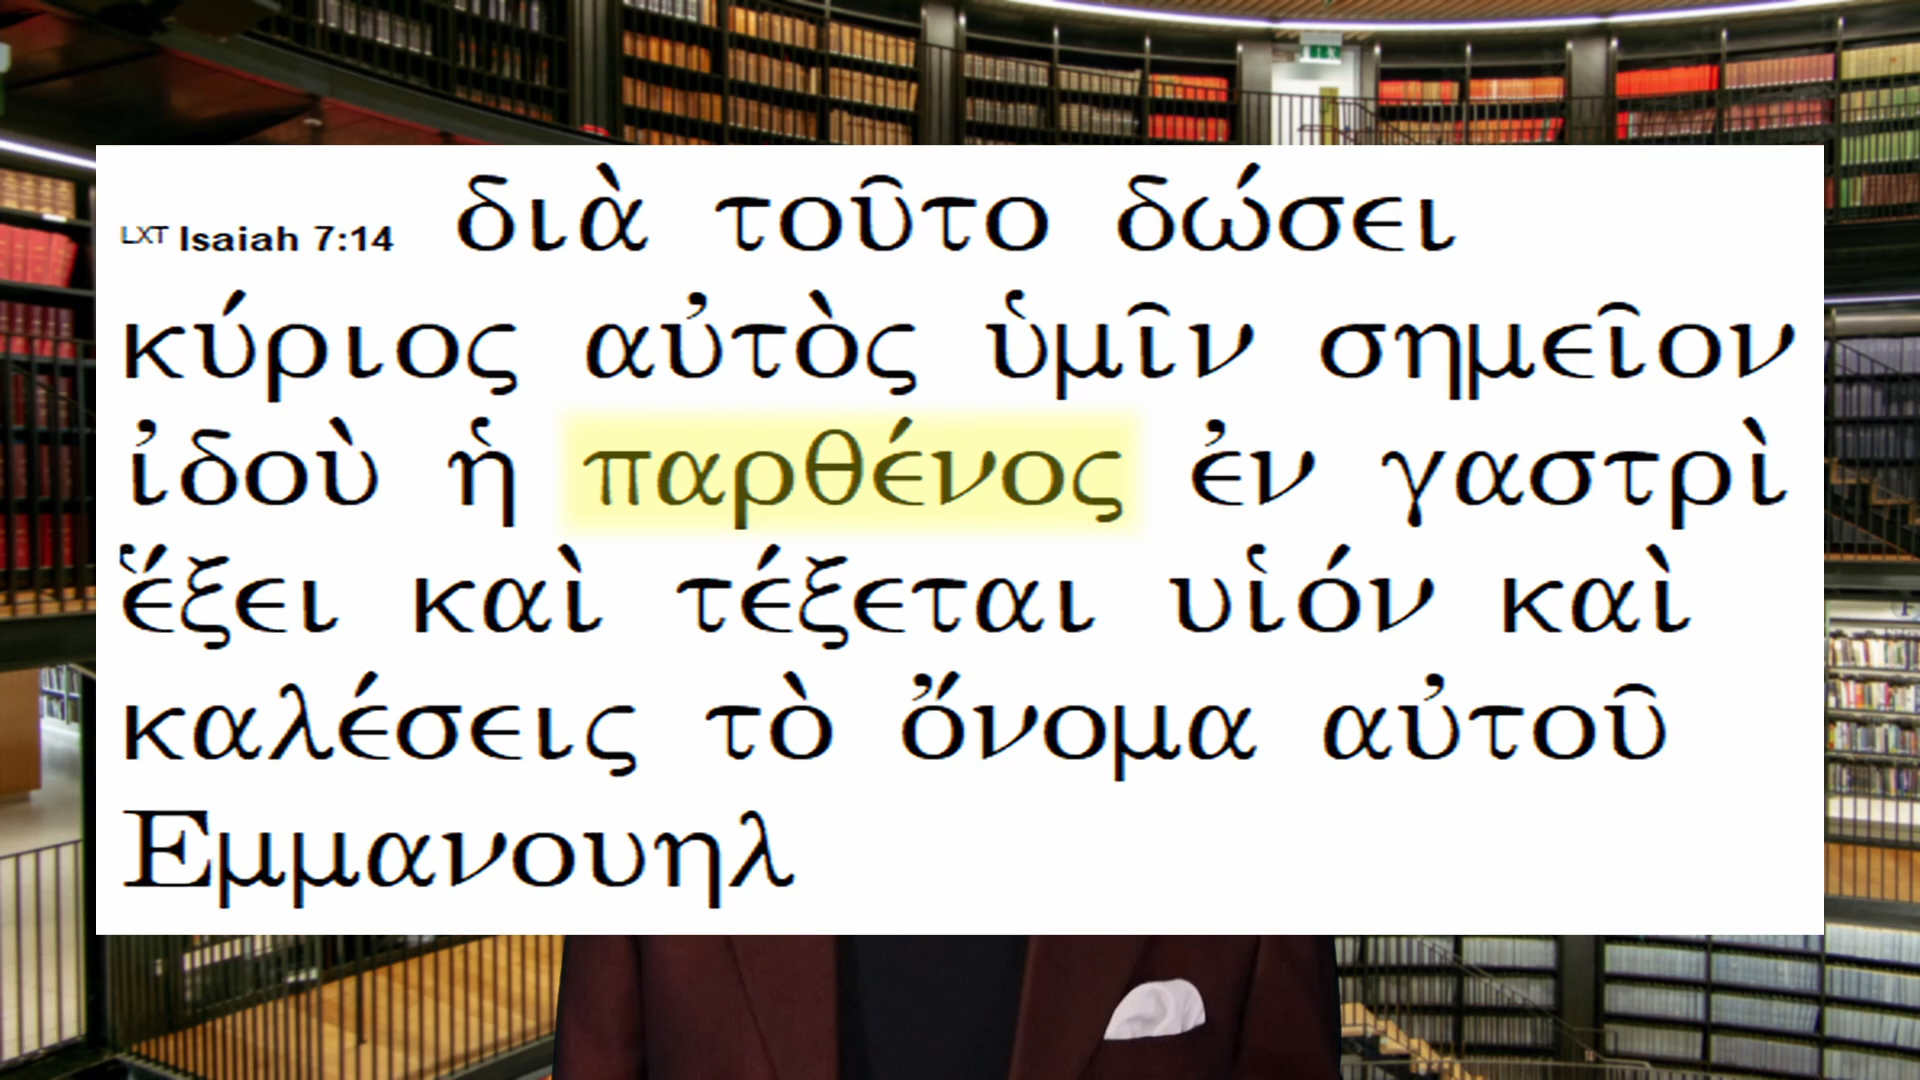 LXT Isaiah 7:14 διὰ τοῦτο δώσει
κύριος αὐτὸς ὑμῖν σημεῖον
ἰδοὺ ἡ παρθένος ἐν γαστρὶ
ἕξει καὶ τέξεται υἱόν καὶ
καλέσεις τὸ ὄνομα αὐτοῦ
Εμμανουηλ